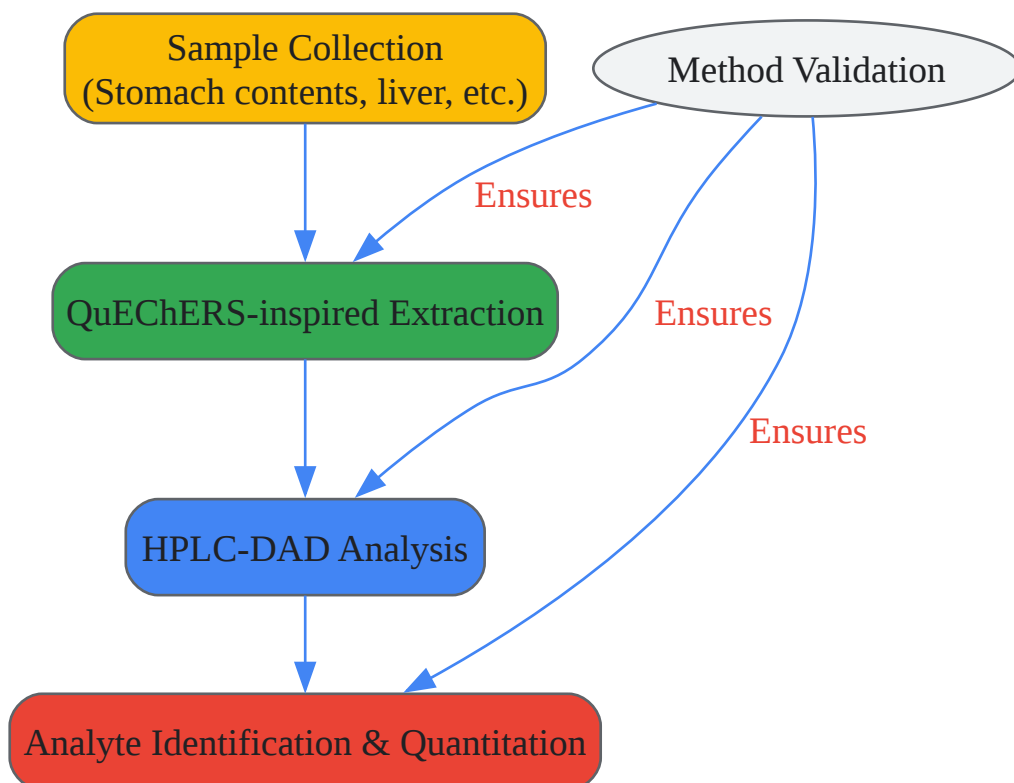 Sample Collection
(Stomach contents, liver, etc.)
Method Validation
Ensures
QuEChERS-inspired Extraction
Ensures
Ensures
HPLC-DAD Analysis
Analyte Identification & Quantitation